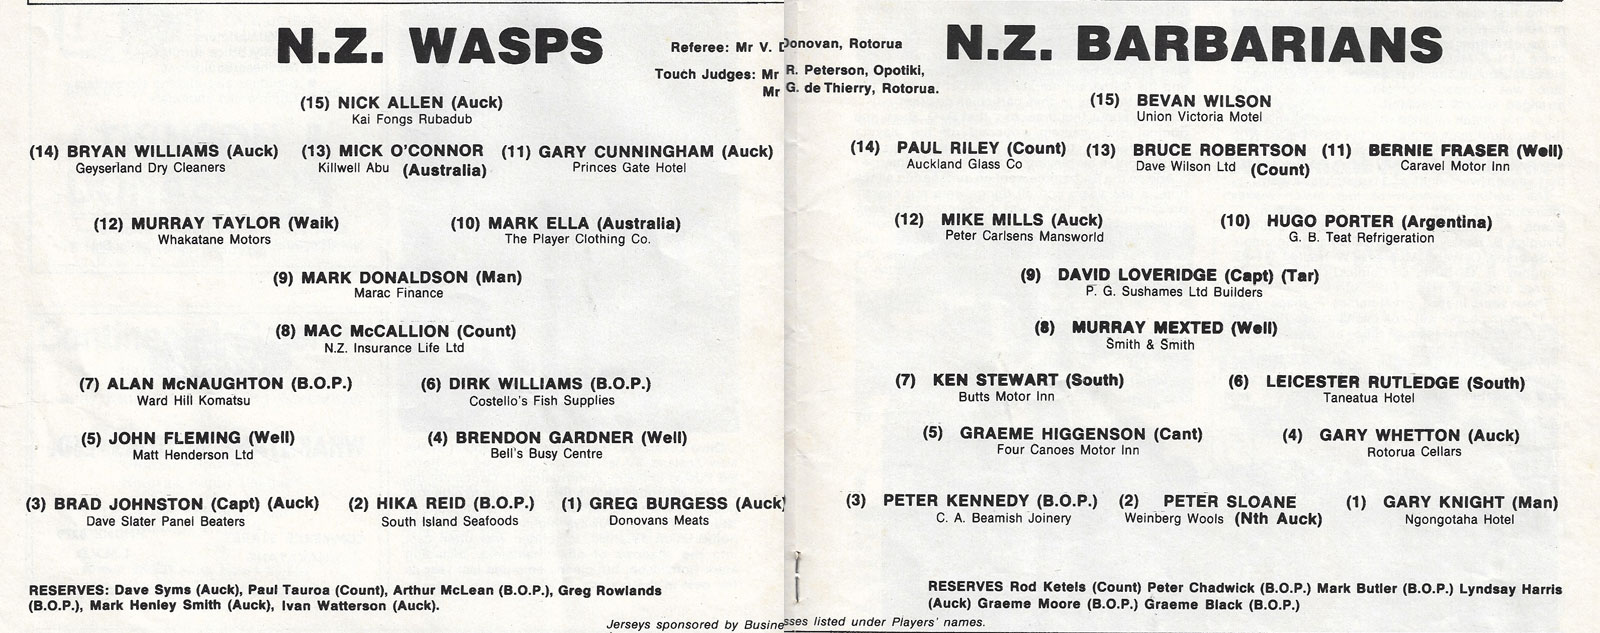 N.Z. WASPS
Referee: Mr V. Donovan, Rotorua
Touch Judges: Mr R. Peterson, Opotiki,
Mr G. de Thierry, Rotorua.
(15) NICK ALLEN (Auck)
Kai Fongs Rubadub
(14) BRYAN WILLIAMS (Auck) (13) MICK O'CONNOR (11) GARY CUNNINGHAM (Auck)
Geyserland Dry Cleaners Killwell Abu (Australia) Princes Gate Hotel
(12) MURRAY TAYLOR (Waik) (10) MARK ELLA (Australia)
Whakatane Motors The Player Clothing Co.
(9) MARK DONALDSON (Man)
Marac Finance
(8) MAC McCALLION (Count)
N.Z. Insurance Life Ltd
(7) ALAN McNAUGHTON (B.O.P.) (6) DIRK WILLIAMS (B.O.P.)
Ward Hill Komatsu Costello's Fish Supplies
(5) JOHN FLEMING (Well) (4) BRENDON GARDNER (Well)
Matt Henderson Ltd Bell's Busy Centre
(3) BRAD JOHNSTON (Capt) (Auck) (2) HIKA REID (B.O.P.) (1) GREG BURGESS (Auck)
Dave Slater Panel Beaters South Island Seafoods Donovans Meats
RESERVES: Dave Syms (Auck), Paul Tauroa (Count), Arthur McLean (B.O.P.), Greg Rowlands
(B.O.P.), Mark Henley Smith (Auck), Ivan Watterson (Auck).
N.Z. BARBARIANS
(15) BEVAN WILSON
Union Victoria Motel
(14) PAUL RILEY (Count) (13) BRUCE ROBERTSON (11) BERNIE FRASER (Well)
Auckland Glass Co Dave Wilson Ltd (Count) Caravel Motor Inn
(12) MIKE MILLS (Auck) (10) HUGO PORTER (Argentina)
Peter Carlsens Mansworld G. B. Teat Refrigeration
(9) DAVID LOVERIDGE (Capt) (Tar)
P. G. Sushames Ltd Builders
(8) MURRAY MEXTED (Well)
Smith & Smith
(7) KEN STEWART (South) (6) LEICESTER RUTLEDGE (South)
Butts Motor Inn Taneatua Hotel
(5) GRAEME HIGGENSON (Cant) (4) GARY WHETTON (Auck)
Four Canoes Motor Inn Rotorua Cellars
(3) PETER KENNEDY (B.O.P.) (2) PETER SLOANE (1) GARY KNIGHT (Man)
C. A. Beamish Joinery Weinberg Wools (Nth Auck) Ngongotaha Hotel
RESERVES Rod Ketels (Count) Peter Chadwick (B.O.P.) Mark Butler (B.O.P.) Lyndsay Harris
(Auck) Graeme Moore (B.O.P.) Graeme Black (B.O.P.)
Jerseys sponsored by Businesses listed under Players' names.